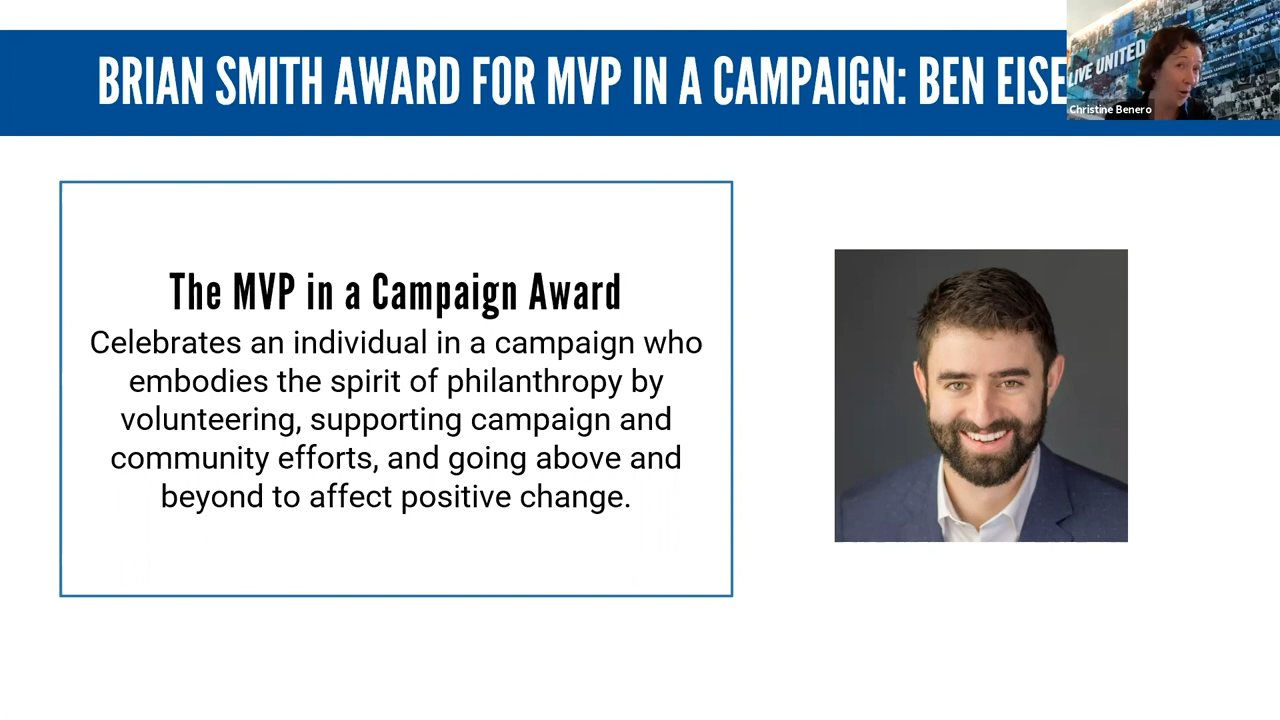 BRIAN SMITH AWARD FOR MVP IN A CAMPAIGN: BEN EISE
LIVE UNITED
Christine Benero
The MVP in a Campaign Award
Celebrates an individual in a campaign who
embodies the spirit of philanthropy by
volunteering, supporting campaign and
community efforts, and going above and
beyond to affect positive change.